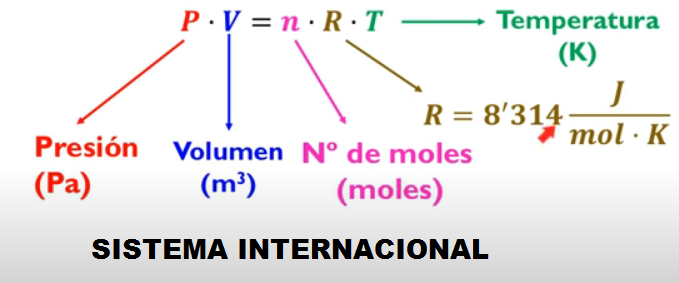 P · V = n · R · T
Temperatura
(K)
R = 8'314 J / mol · K
Presión
(Pa)
Volumen
(m³)
Nº de moles
(moles)
SISTEMA INTERNACIONAL